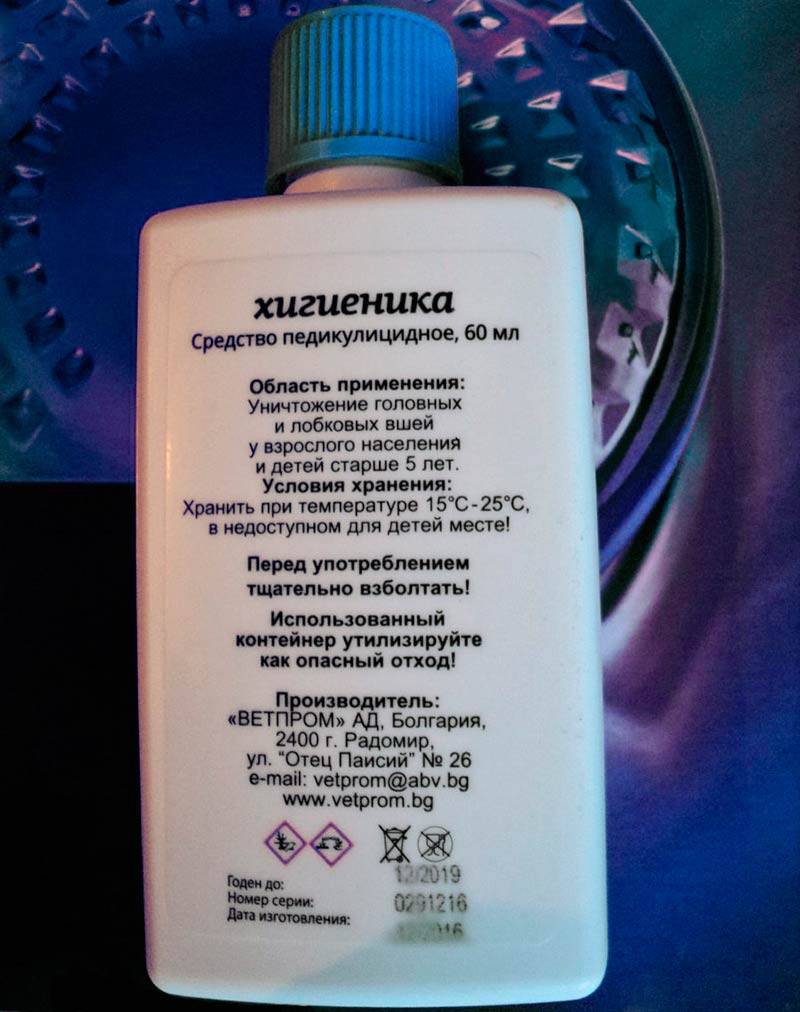 хигиеника
Средство педикулицидное, 60 мл
Область применения:
Уничтожение головных
и лобковых вшей
у взрослого населения
и детей старше 5 лет.
Условия хранения:
Хранить при температуре 15°С-25°С,
в недоступном для детей месте!
Перед употреблением
тщательно взболтать!
Использованный
контейнер утилизируйте
как опасный отход!
Производитель:
«ВЕТПРОМ» АД, Болгария,
2400 г. Радомир,
ул. "Отец Паисий" № 26
e-mail: vetprom@abv.bg
www.vetprom.bg
Годен до: 12/2019
Номер серии: 0291216
Дата изготовления: